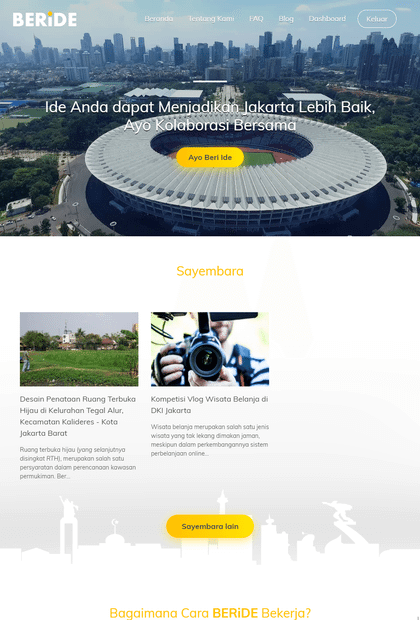 BERiDE
Beranda Tentang Kami FAQ Blog Dashboard Keluar
Ide Anda dapat Menjadikan Jakarta Lebih Baik,
Ayo Kolaborasi Bersama
Ayo Beri Ide
Sayembara
Desain Penataan Ruang Terbuka
Hijau di Kelurahan Tegal Alur,
Kecamatan Kalideres - Kota
Jakarta Barat
Ruang terbuka hijau (yang selanjutnya
disingkat RTH), merupakan salah satu
persyaratan dalam perencanaan kawasan
permukiman. Ber...
Kompetisi Vlog Wisata Belanja di
DKI Jakarta
Wisata belanja merupakan salah satu jenis
wisata yang tak lekang dimakan jaman,
meskipun dalam perkembangannya sistem
perbelanjaan online...
Sayembara lain
Bagaimana Cara BERiDE Bekerja?